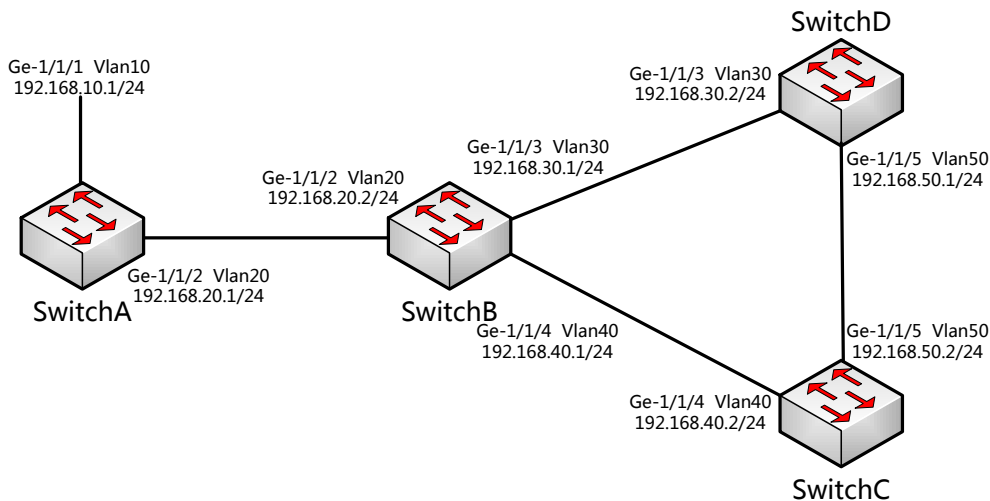 SwitchD
Ge-1/1/1 Vlan10
192.168.10.1/24
Ge-1/1/3 Vlan30
192.168.30.2/24
Ge-1/1/3 Vlan30
192.168.30.1/24
Ge-1/1/5 Vlan50
192.168.50.1/24
Ge-1/1/2 Vlan20
192.168.20.2/24
Ge-1/1/2 Vlan20
192.168.20.1/24
SwitchA
SwitchB
Ge-1/1/4 Vlan40
192.168.40.1/24
Ge-1/1/5 Vlan50
192.168.50.2/24
Ge-1/1/4 Vlan40
192.168.40.2/24
SwitchC